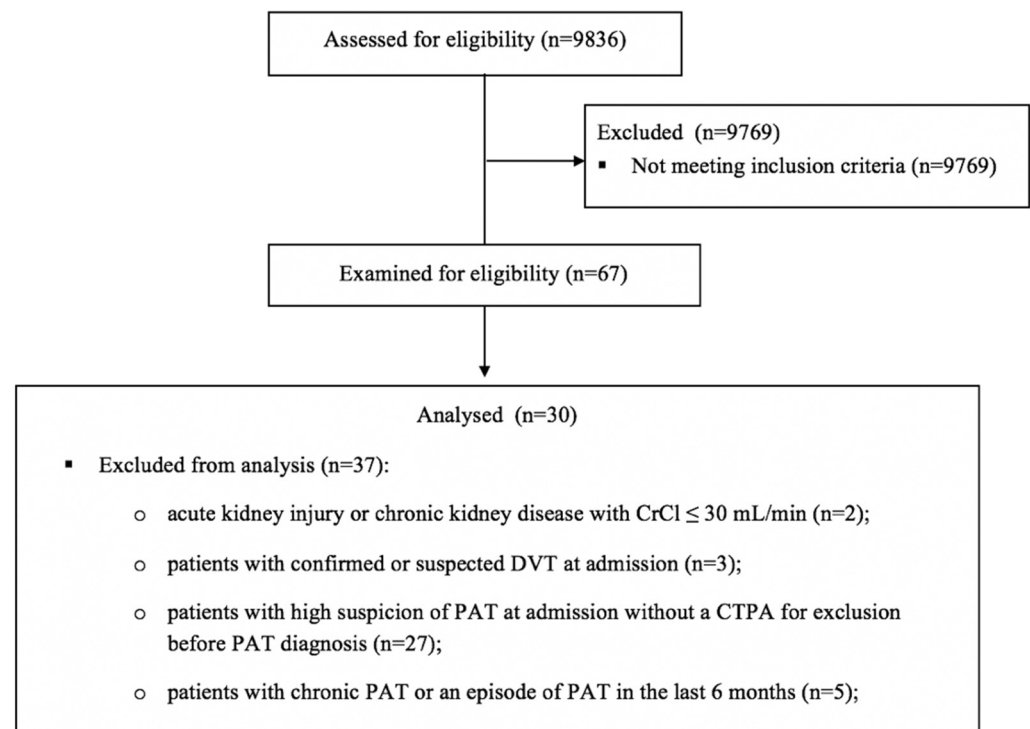 Assessed for eligibility (n=9836)
Excluded (n=9769)
▪ Not meeting inclusion criteria (n=9769)
Examined for eligibility (n=67)
Analysed (n=30)
▪ Excluded from analysis (n=37):
o acute kidney injury or chronic kidney disease with CrCl ≤ 30 mL/min (n=2);
o patients with confirmed or suspected DVT at admission (n=3);
o patients with high suspicion of PAT at admission without a CTPA for exclusion
before PAT diagnosis (n=27);
o patients with chronic PAT or an episode of PAT in the last 6 months (n=5);